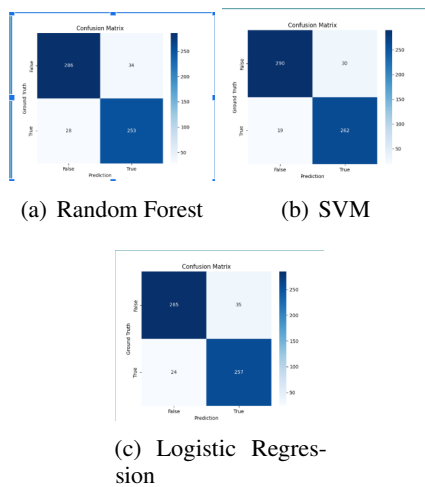 Confusion Matrix
False
True
Ground Truth
286
34
28
253
250
200
150
100
50
False
True
Prediction
(a) Random Forest
Confusion Matrix
False
True
Ground Truth
290
30
19
262
250
200
150
100
50
False
True
Prediction
(b) SVM
Confusion Matrix
False
True
Ground Truth
285
35
24
257
250
200
150
100
50
False
True
Prediction
(c) Logistic Regres-
sion